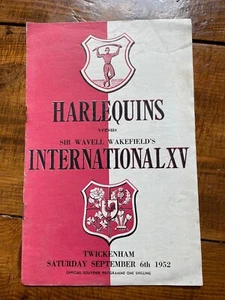 HARLEQUINS
VERSUS
SIR WAVELL WAKEFIELD'S
INTERNATIONAL XV
TWICKENHAM
SATURDAY SEPTEMBER 6th 1952
OFFICIAL SOUVENIR PROGRAMME ONE SHILLING